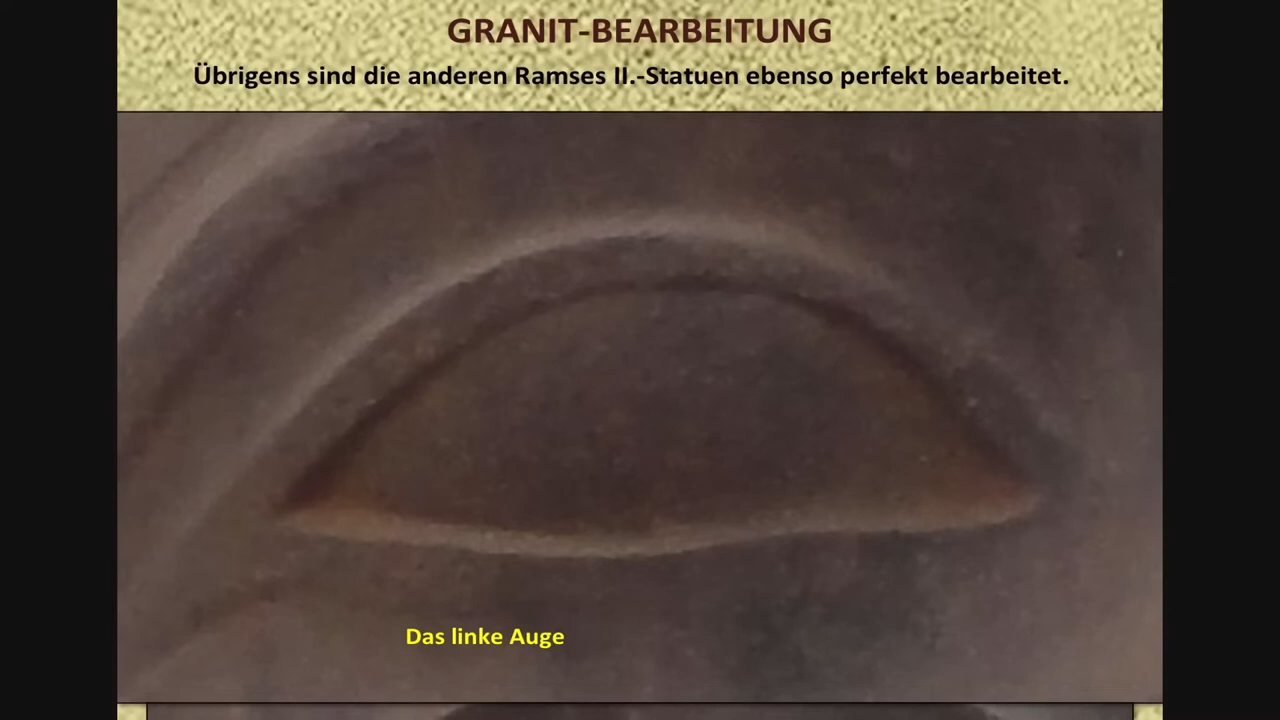 GRANIT-BEARBEITUNG
Übrigens sind die anderen Ramses II.-Statuen ebenso perfekt bearbeitet.
Das linke Auge